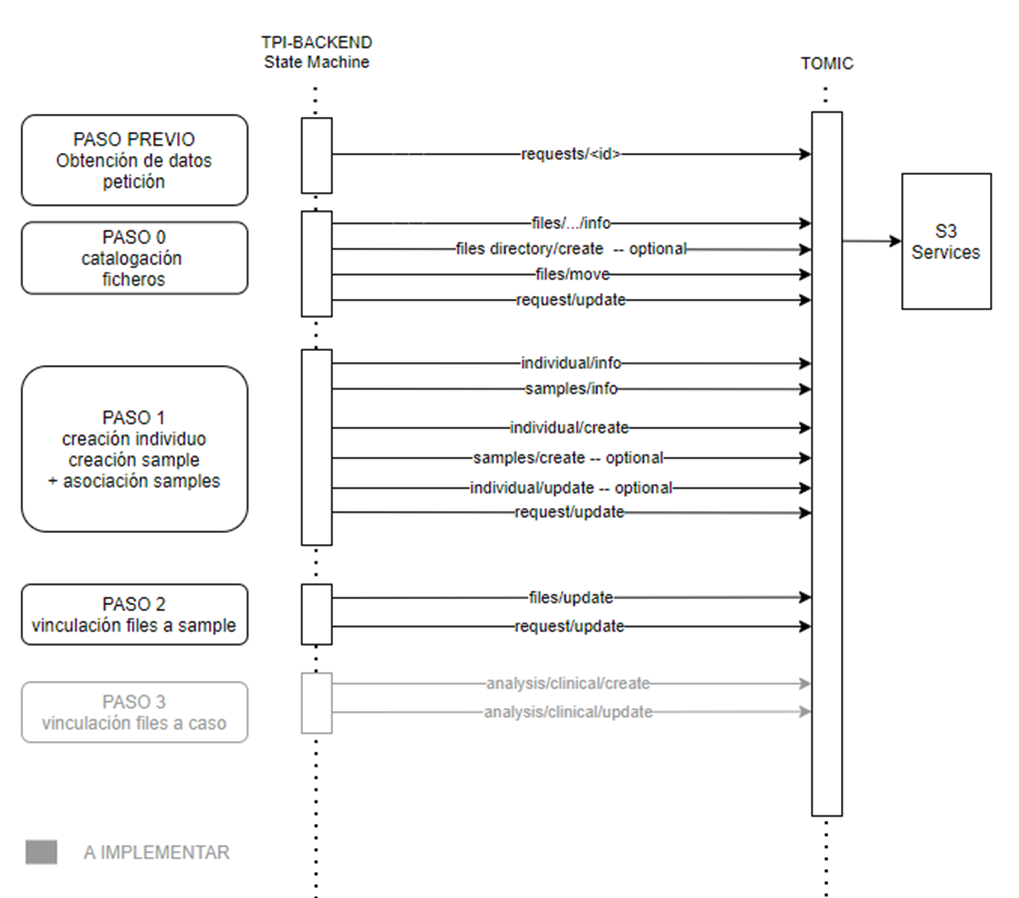 TPI-BACKEND
State Machine
TOMIC
PASO PREVIO
Obtención de datos
petición
requests/<id>
S3
Services
PASO 0
catalogación
ficheros
files/.../info
files directory/create -- optional
files/move
request/update
PASO 1
creación individuo
creación sample
+ asociación samples
individual/info
samples/info
individual/create
samples/create -- optional
individual/update -- optional
request/update
PASO 2
vinculación files a sample
files/update
request/update
PASO 3
vinculación files a caso
analysis/clinical/create
analysis/clinical/update
A IMPLEMENTAR